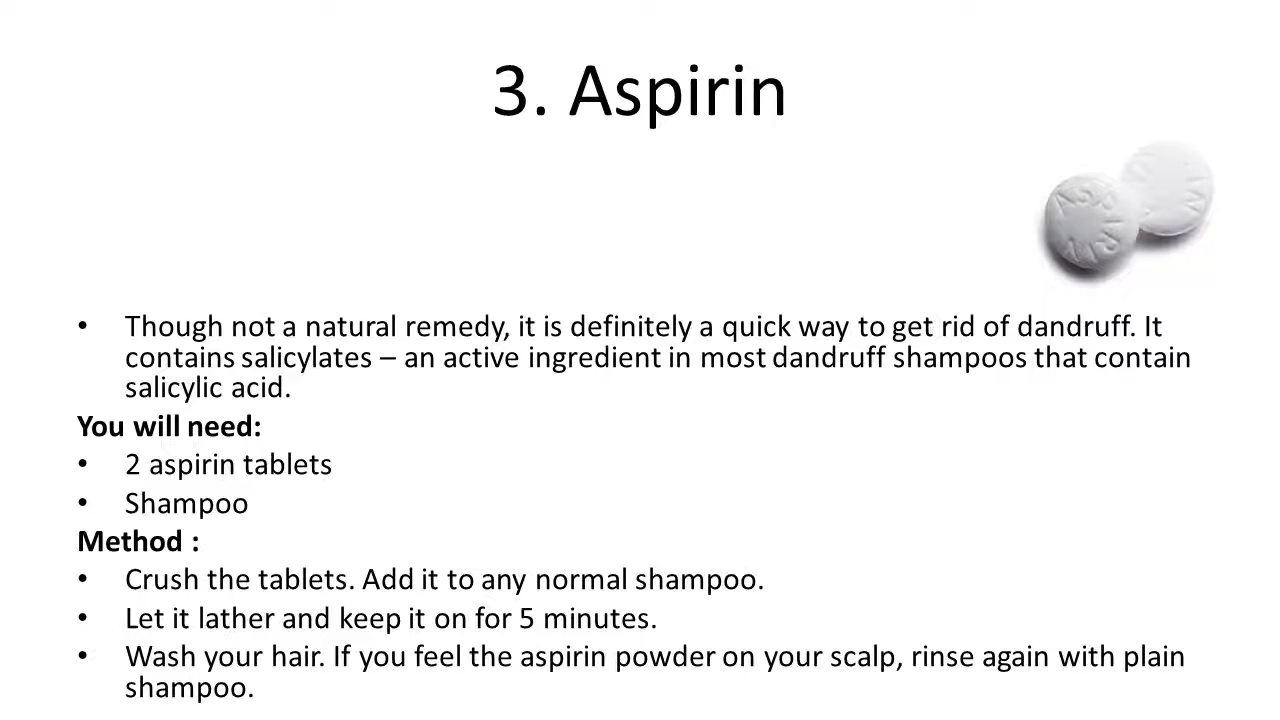 3. Aspirin
ASPIRIN
• Though not a natural remedy, it is definitely a quick way to get rid of dandruff. It
contains salicylates – an active ingredient in most dandruff shampoos that contain
salicylic acid.
You will need:
• 2 aspirin tablets
• Shampoo
Method :
• Crush the tablets. Add it to any normal shampoo.
• Let it lather and keep it on for 5 minutes.
• Wash your hair. If you feel the aspirin powder on your scalp, rinse again with plain
shampoo.